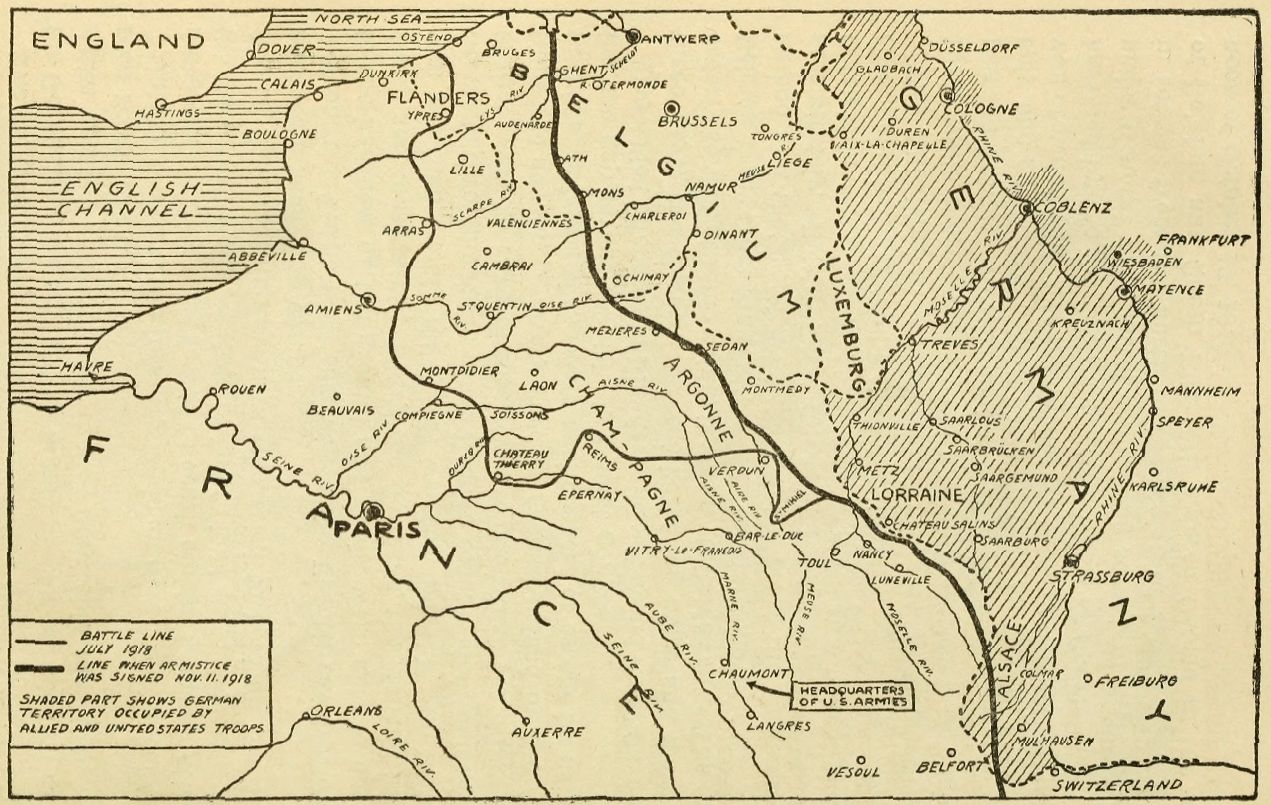 NORTH SEA
ENGLAND
DOVER
HASTINGS
ENGLISH
CHANNEL
CALAIS
DUNKIRK
OSTEND
BRUGES
BOULOGNE
FLANDERS
YPRES
LYS RIV.
AUDENARDE
GHENT
SCHELDT
R.
TERMONDE
ANTWERP
BRUSSELS
BELGIUM
TONGRES
LIEGE
MEUSE R.
NAMUR
LILLE
ATH
MONS
CHARLEROI
DINANT
SCARPE RIV.
VALENCIENNES
ARRAS
CAMBRAI
CHIMAY
ABBEVILLE
AMIENS
SOMME
RIV.
ST QUENTIN
OISE RIV.
MEZIERES
SEDAN
LUXEMBURG
DÜSSELDORF
GLADBACH
COLOGNE
DUREN
AIX-LA-CHAPELLE
RHINE RIV.
COBLENZ
FRANKFURT
WIESBADEN
MAYENCE
MOSELLE RIV.
KREUZNACH
TREVES
GERMANY
MANNHEIM
SPEYER
HAVRE
ROUEN
BEAUVAIS
MONTDIDIER
LAON
COMPIEGNE
SOISSONS
AISNE RIV.
CHAM-
PAGNE
ARGONNE
MONTMEDY
THIONVILLE
SAARLOUS
SAARBRÜCKEN
SAARGEMUND
METZ
LORRAINE
KARLSRUHE
RHINE RIV.
SEINE RIV.
OISE RIV.
OURCQ RIV.
CHATEAU
THIERRY
REIMS
EPERNAY
VERDUN
AIRE RIV.
AISNE RIV.
ST. MIHIEL
FRANCE
PARIS
VITRY-LE-FRANCOIS
BAR-LE-DUC
TOUL
NANCY
LUNEVILLE
CHATEAU SALINS
SAARBURG
STRASSBURG
MARNE RIV.
MEUSE RIV.
MOSELLE RIV.
AUBE RIV.
SEINE RIV.
ALSACE
COLMAR
FREIBURG
CHAUMONT
HEADQUARTERS
OF U.S. ARMIES
LANGRES
AUXERRE
ORLEANS
LOIRE RIV.
VESOUL
BELFORT
MULHAUSEN
SWITZERLAND
BATTLE LINE
JULY 1918
LINE WHEN ARMISTICE
WAS SIGNED NOV. 11. 1918
SHADED PART SHOWS GERMAN
TERRITORY OCCUPIED BY
ALLIED AND UNITED STATES TROOPS.